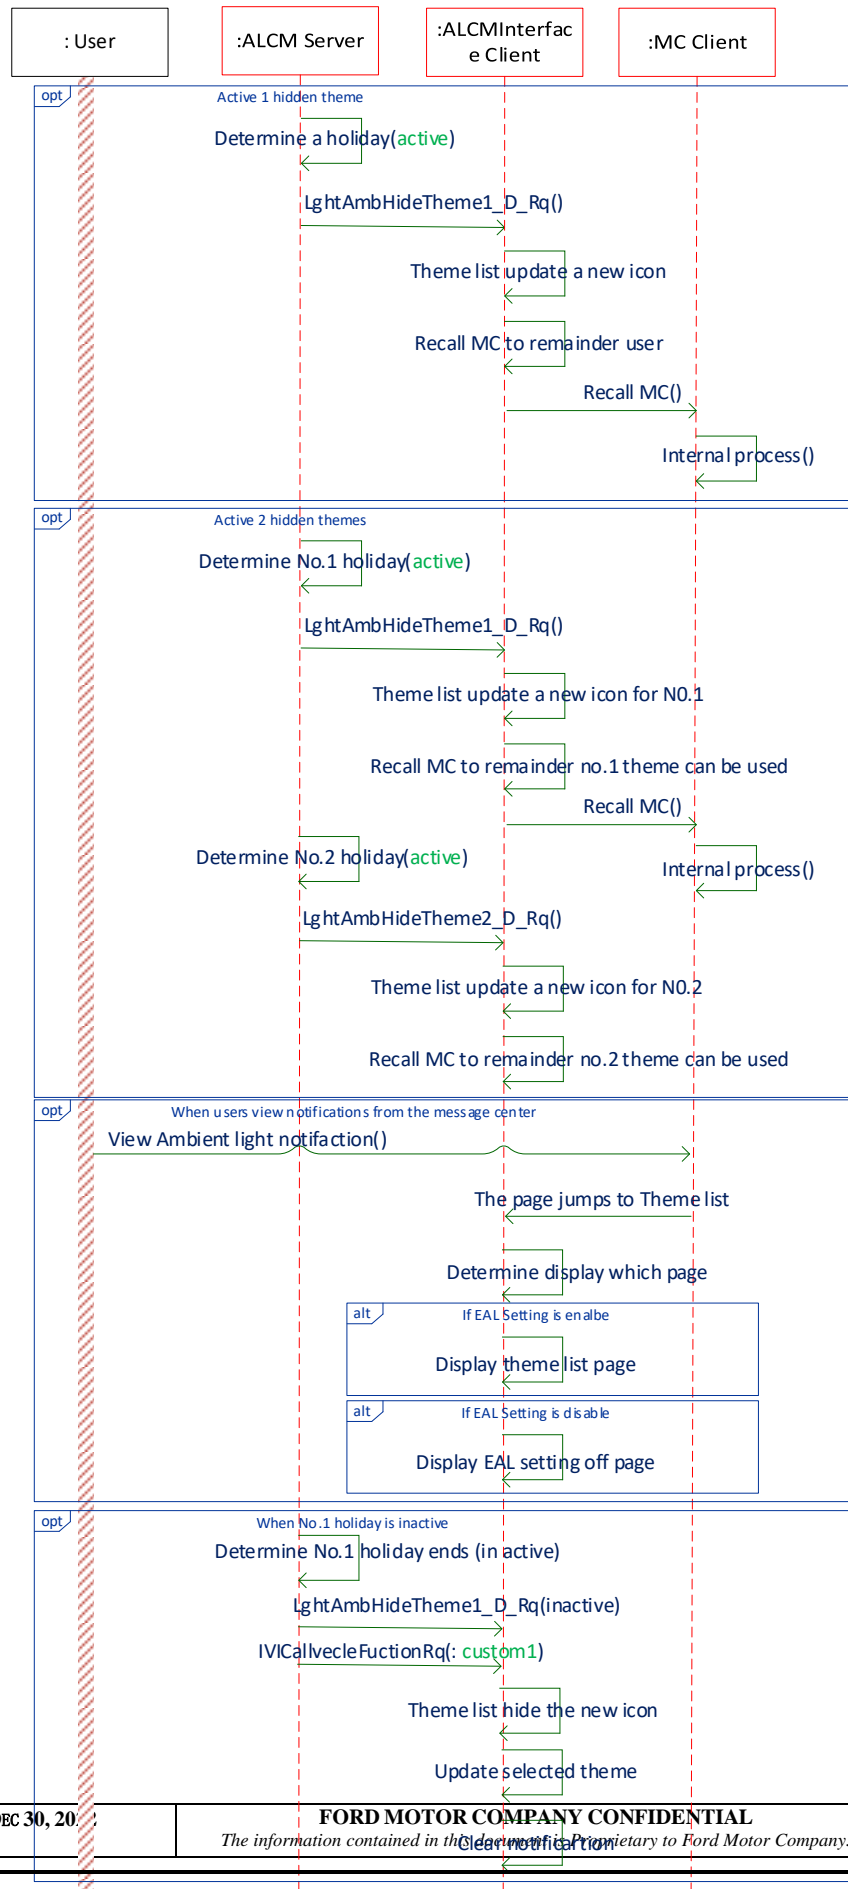 : User
:ALCM Server
:ALCMInterfac
e Client
:MC Client
opt
Active 1 hidden theme
Determine a holiday(active)
LghtAmbHideTheme1_D_Rq()
Theme list update a new icon
Recall MC to remainder user
Recall MC()
Internal process()
opt
Active 2 hidden themes
Determine No.1 holiday(active)
LghtAmbHideTheme1_D_Rq()
Theme list update a new icon for N0.1
Recall MC to remainder no.1 theme can be used
Recall MC()
Determine No.2 holiday(active)
Internal process()
LghtAmbHideTheme2_D_Rq()
Theme list update a new icon for N0.2
Recall MC to remainder no.2 theme can be used
opt
When users view notifications from the message center
View Ambient light notifaction()
The page jumps to Theme list
Determine display which page
alt
If EAL Setting is enalbe
Display theme list page
alt
If EAL Setting is disable
Display EAL setting off page
opt
When No.1 holiday is inactive
Determine No.1 holiday ends (in active)
LghtAmbHideTheme1_D_Rq(inactive)
IVICallvecleFuctionRq(: custom1)
Theme list hide the new icon
Update selected theme
30,
FORD MOTOR COMPANY CONFIDENTIAL
The information contained in this document is Proprietary to Ford Motor Company.
Clear notificartion